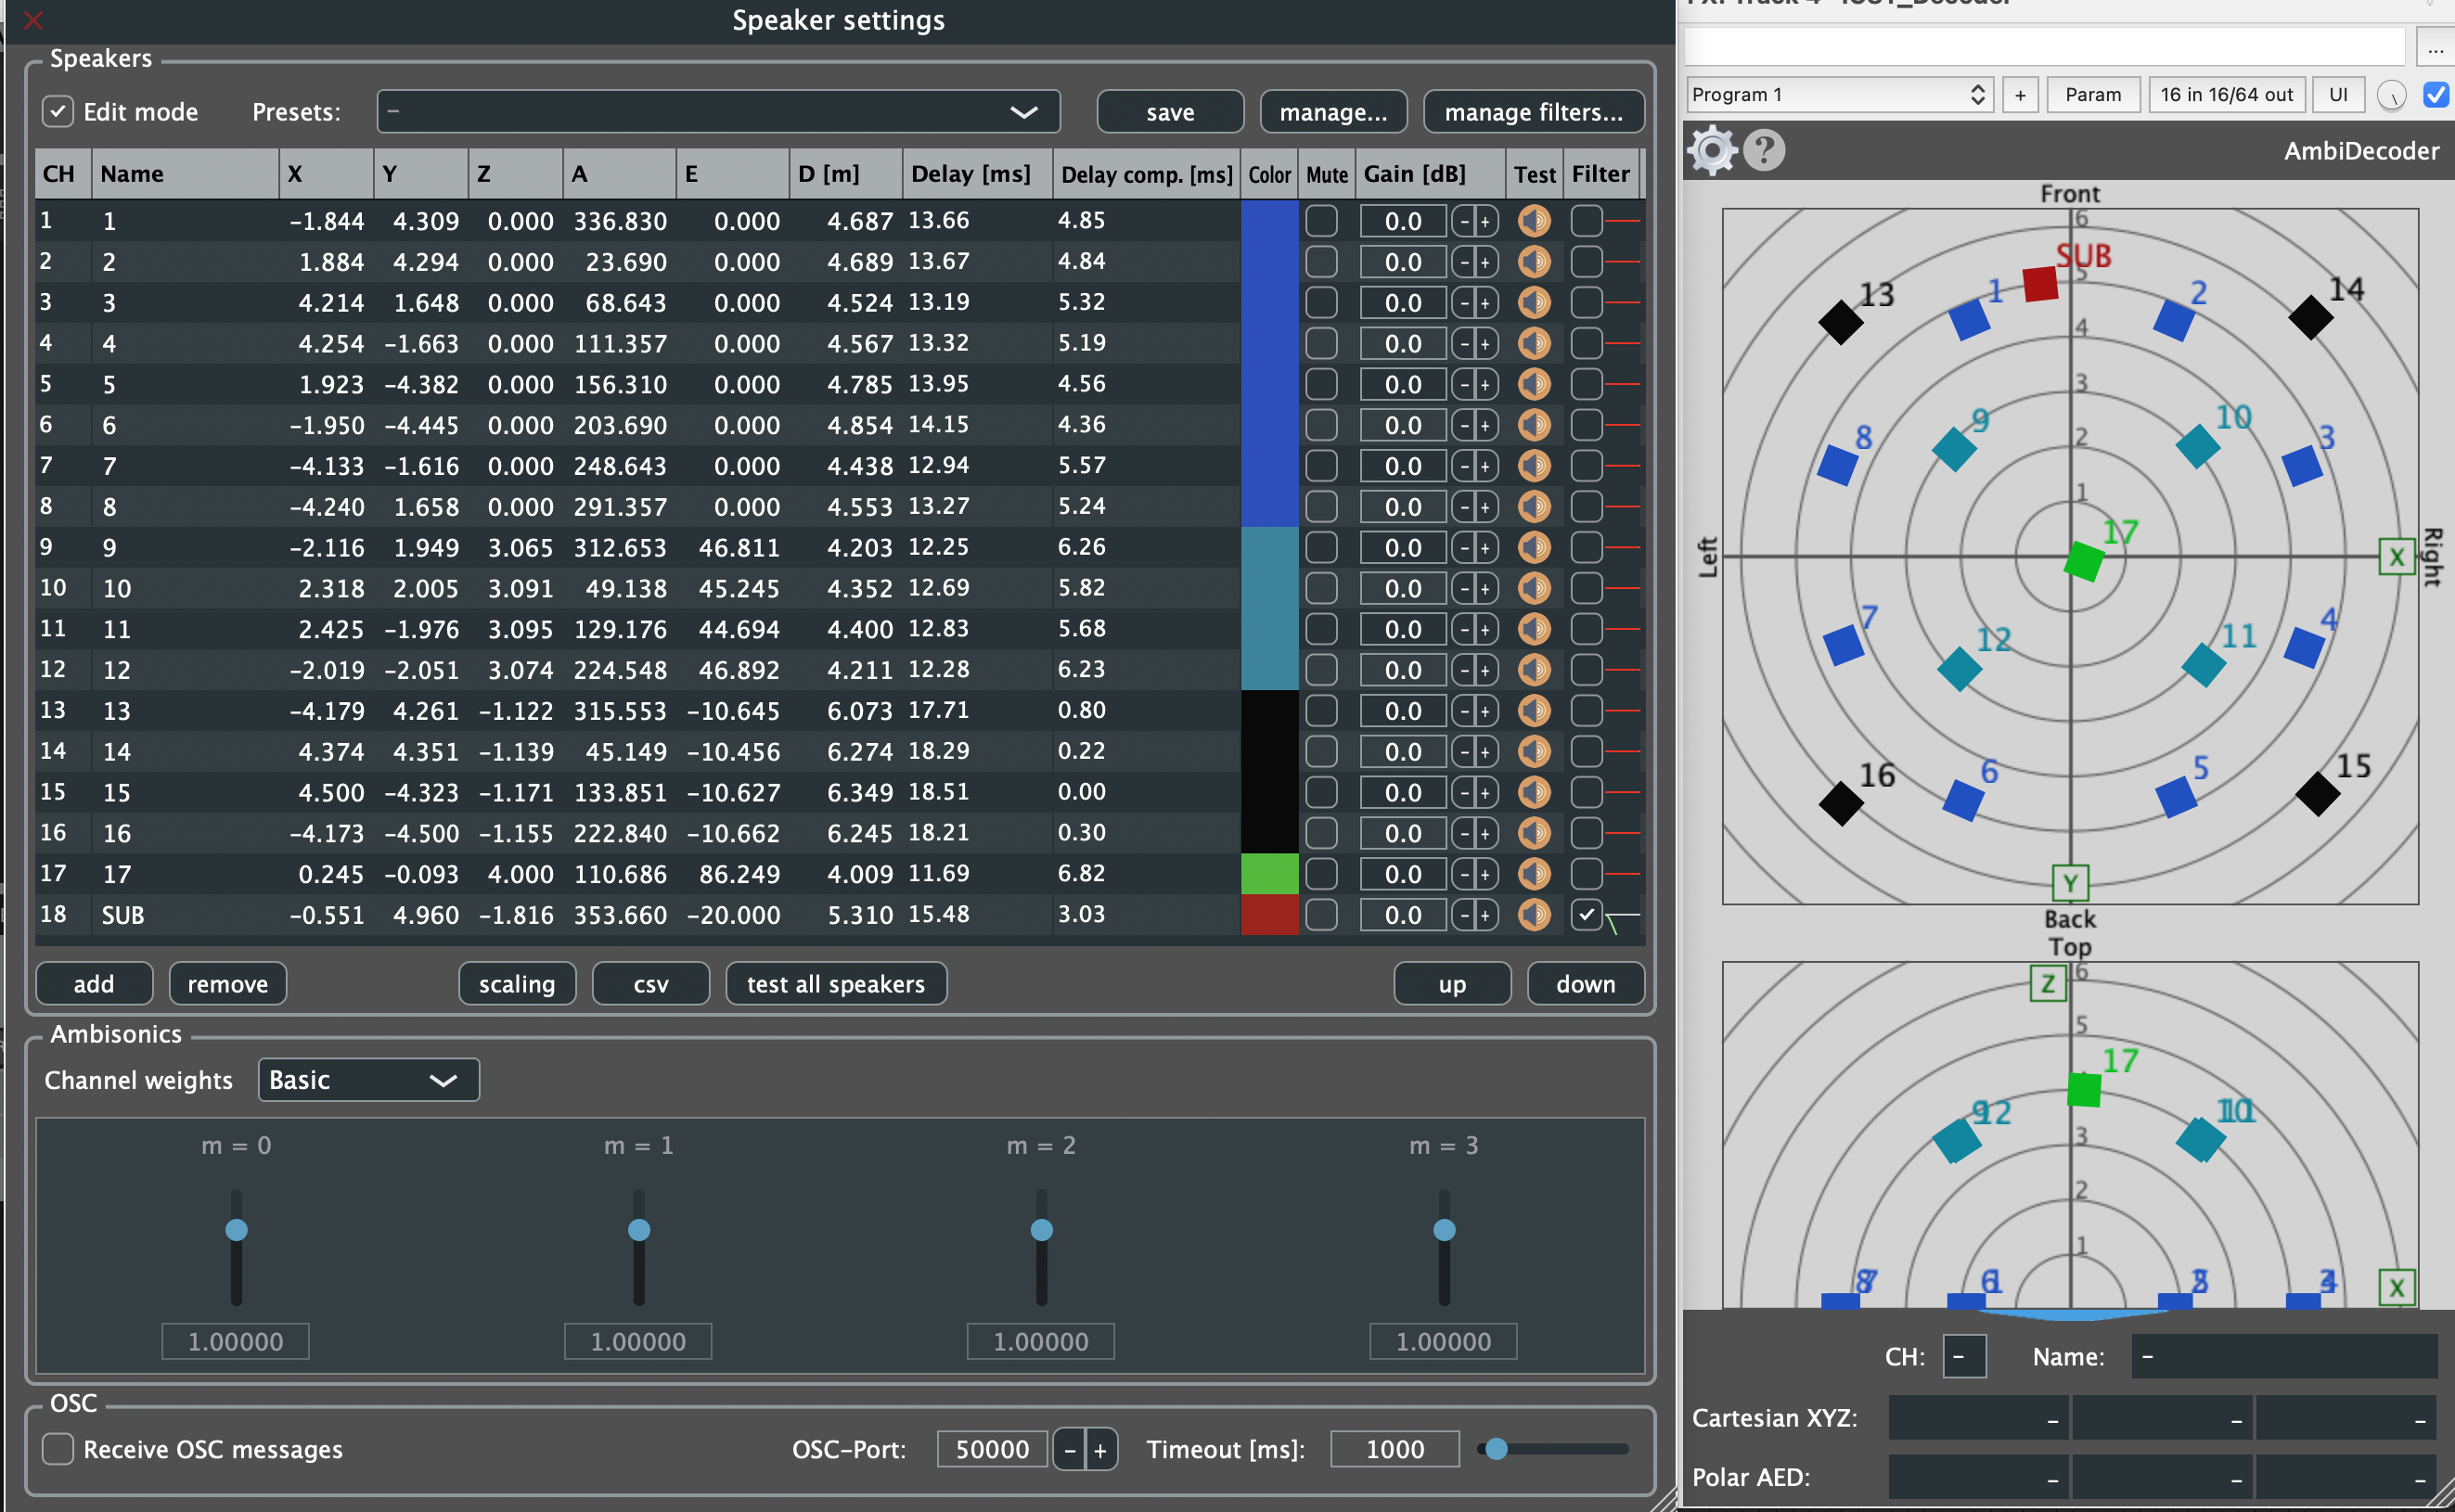 Speaker settings
Speakers
Edit mode Presets: – save manage... manage filters...
CH Name X Y Z A E D [m] Delay [ms] Delay comp. [ms] Color Mute Gain [dB] Test Filter
1 1 −1.844 4.309 0.000 336.830 0.000 4.687 13.66 4.85 0.0 - +
2 2 1.884 4.294 0.000 23.690 0.000 4.689 13.67 4.84 0.0 - +
3 3 4.214 1.648 0.000 68.643 0.000 4.524 13.19 5.32 0.0 - +
4 4 4.254 −1.663 0.000 111.357 0.000 4.567 13.32 5.19 0.0 - +
5 5 1.923 −4.382 0.000 156.310 0.000 4.785 13.95 4.56 0.0 - +
6 6 −1.950 −4.445 0.000 203.690 0.000 4.854 14.15 4.36 0.0 - +
7 7 −4.133 −1.616 0.000 248.643 0.000 4.438 12.94 5.57 0.0 - +
8 8 −4.240 1.658 0.000 291.357 0.000 4.553 13.27 5.24 0.0 - +
9 9 −2.116 1.949 3.065 312.653 46.811 4.203 12.25 6.26 0.0 - +
10 10 2.318 2.005 3.091 49.138 45.245 4.352 12.69 5.82 0.0 - +
11 11 2.425 −1.976 3.095 129.176 44.694 4.400 12.83 5.68 0.0 - +
12 12 −2.019 −2.051 3.074 224.548 46.892 4.211 12.28 6.23 0.0 - +
13 13 −4.179 4.261 −1.122 315.553 −10.645 6.073 17.71 0.80 0.0 - +
14 14 4.374 4.351 −1.139 45.149 −10.456 6.274 18.29 0.22 0.0 - +
15 15 4.500 −4.323 −1.171 133.851 −10.627 6.349 18.51 0.00 0.0 - +
16 16 −4.173 −4.500 −1.155 222.840 −10.662 6.245 18.21 0.30 0.0 - +
17 17 0.245 −0.093 4.000 110.686 86.249 4.009 11.69 6.82 0.0 - +
18 SUB −0.551 4.960 −1.816 353.660 −20.000 5.310 15.48 3.03 0.0 - +
add remove scaling csv test all speakers up down
Ambisonics
Channel weights Basic
m = 0 m = 1 m = 2 m = 3
1.00000 1.00000 1.00000 1.00000
OSC
Receive OSC messages OSC-Port: 50000 - + Timeout [ms]: 1000
...
Program 1 + Param 16 in 16/64 out UI
? AmbiDecoder
Front
6
SUB
5
13 1 2 14
4
3
8 9 10 3
2
1
17
Left X Right
7 12 11 4
16 6 5 15
Y
Back
Top
Z 6
5
17
3
2
1
X
CH: – Name: –
Cartesian XYZ: – – –
Polar AED: – – –